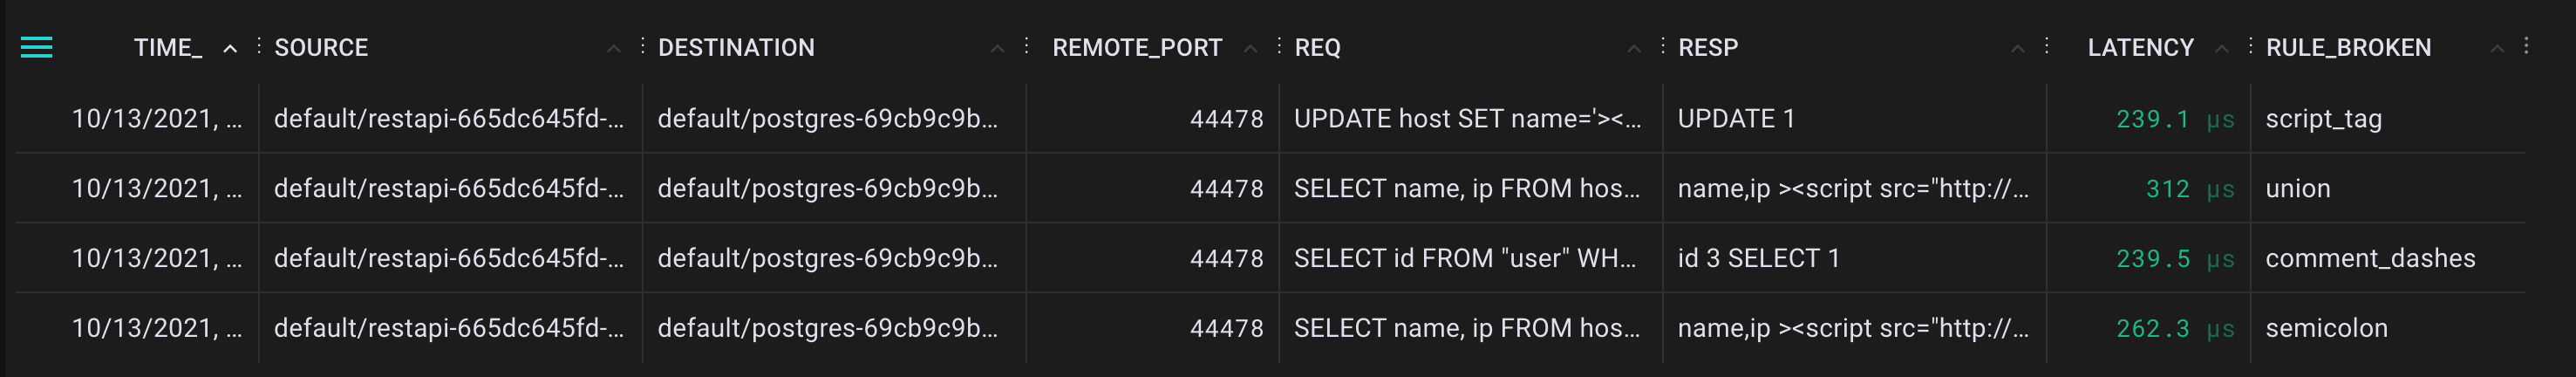 TIME_ SOURCE DESTINATION REMOTE_PORT REQ RESP LATENCY RULE_BROKEN
10/13/2021, ... default/restapi-665dc645fd-... default/postgres-69cb9c9b... 44478 UPDATE host SET name='><... UPDATE 1 239.1 µs script_tag
10/13/2021, ... default/restapi-665dc645fd-... default/postgres-69cb9c9b... 44478 SELECT name, ip FROM hos... name,ip ><script src="http://... 312 µs union
10/13/2021, ... default/restapi-665dc645fd-... default/postgres-69cb9c9b... 44478 SELECT id FROM "user" WH... id 3 SELECT 1 239.5 µs comment_dashes
10/13/2021, ... default/restapi-665dc645fd-... default/postgres-69cb9c9b... 44478 SELECT name, ip FROM hos... name,ip ><script src="http://... 262.3 µs semicolon